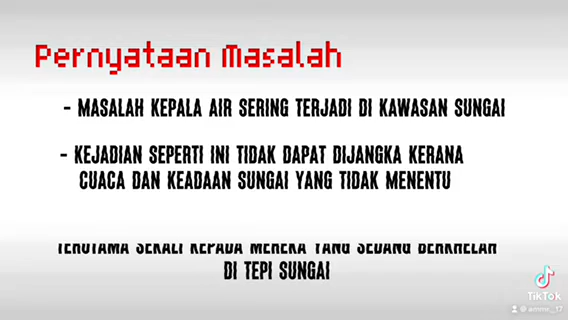 Pernyataan Masalah
- MASALAH KEPALA AIR SERING TERJADI DI KAWASAN SUNGAI
- KEJADIAN SEPERTI INI TIDAK DAPAT DIJANGKA KERANA
CUACA DAN KEADAAN SUNGAI YANG TIDAK MENENTU
TERUTAMA SEKALI KEPADA MEREKA YANG SEDANG BERKHELAH
DI TEPI SUNGAI
TikTok